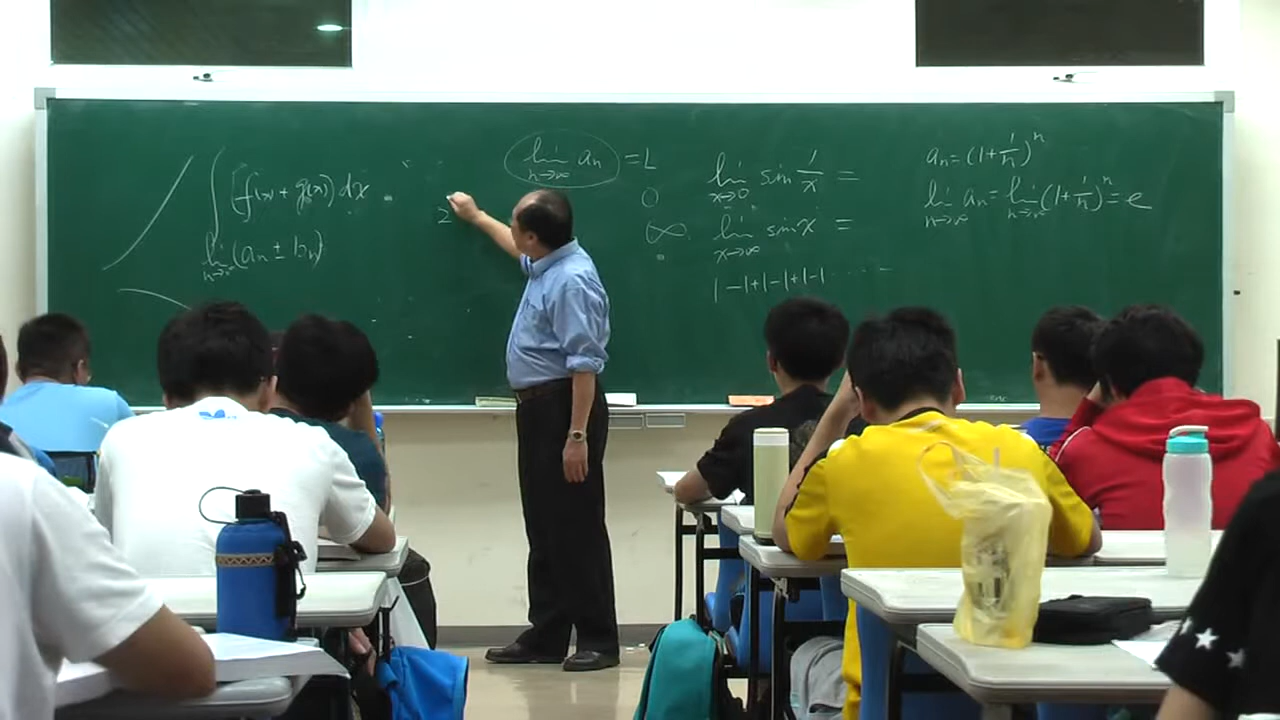 ∫(f(x)+g(x))dx =
lim n→∞ (an ± bn)
2
lim n→∞ an = L
0
∞
lim x→0 sin 1/x =
lim x→∞ sin x =
1-1+1-1+1-1 ......
an = (1+1/n)^n
lim n→∞ an = lim n→∞ (1+1/n)^n = e